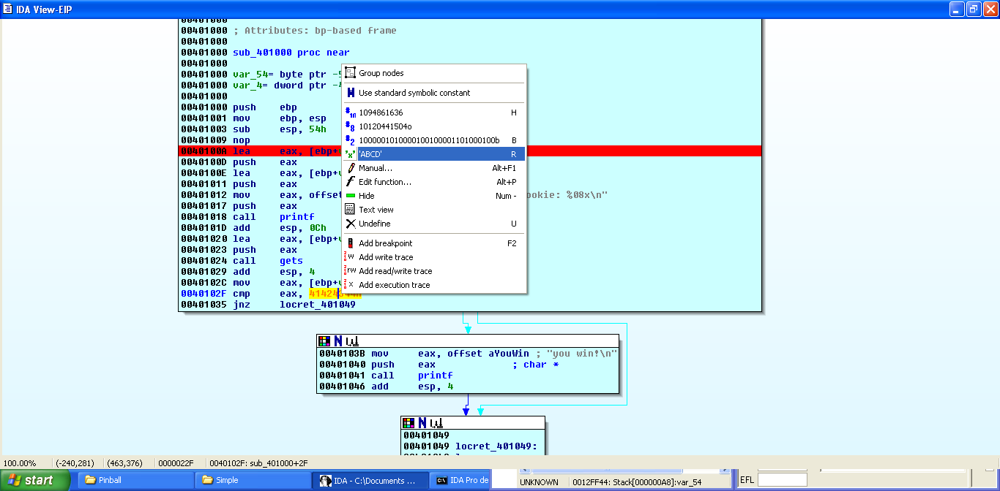 IDA View-EIP
00401000
00401000 ; Attributes: bp-based frame
00401000
00401000 sub_401000 proc near
00401000
00401000 var_54= byte ptr -5
00401000 var_4= dword ptr -
00401000
00401000 push ebp
00401001 mov ebp, esp
00401003 sub esp, 54h
00401009 nop
0040100A lea eax, [ebp+
0040100D push eax
0040100E lea eax, [ebp+v
00401011 push eax
00401012 mov eax, offset ookie: %08x\n"
00401017 push eax
00401018 call printf
0040101D add esp, 0Ch
00401020 lea eax, [ebp+v
00401023 push eax
00401024 call gets
00401029 add esp, 4
0040102C mov eax, [ebp+v
0040102F cmp eax, 41424344h
00401035 jnz locret_401049
Group nodes
Use standard symbolic constant
1094861636 H
10120441504o
1000001010000100100001101000100b B
'ABCD' R
Manual... Alt+F1
Edit function... Alt+P
Hide Num -
Text view
Undefine U
Add breakpoint F2
Add write trace
Add read/write trace
Add execution trace
0040103B mov eax, offset aYouWin ; "you win!\n"
00401040 push eax ; char *
00401041 call printf
00401046 add esp, 4
00401049
00401049 locret_401049:
100.00% (-240,281) (463,376) 0000022F 0040102F: sub_401000+2F
start Pinball Simple IDA - C:\Documents ... IDA Pro de UNKNOWN 0012FF44: Stack[000000A8]:var_54 EFL